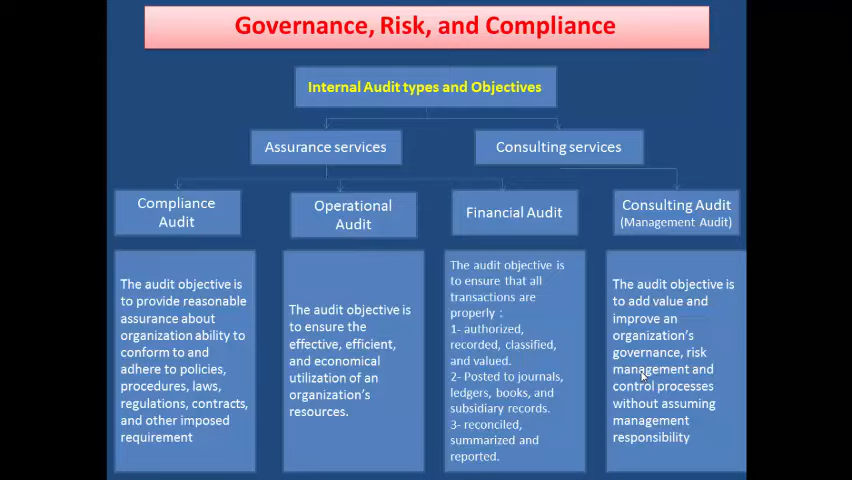 Governance, Risk, and Compliance
Internal Audit types and Objectives
Assurance services
Consulting services
Compliance
Audit
Operational
Audit
Financial Audit
Consulting Audit
(Management Audit)
The audit objective is
to provide reasonable
assurance about
organization ability to
conform to and
adhere to policies,
procedures, laws,
regulations, contracts,
and other imposed
requirement
The audit objective is
to ensure the
effective, efficient,
and economical
utilization of an
organization's
resources.
The audit objective is
to ensure that all
transactions are
properly :
1- authorized,
recorded, classified,
and valued.
2- Posted to journals,
ledgers, books, and
subsidiary records.
3- reconciled,
summarized and
reported.
The audit objective is
to add value and
improve an
organization's
governance, risk
management and
control processes
without assuming
management
responsibility